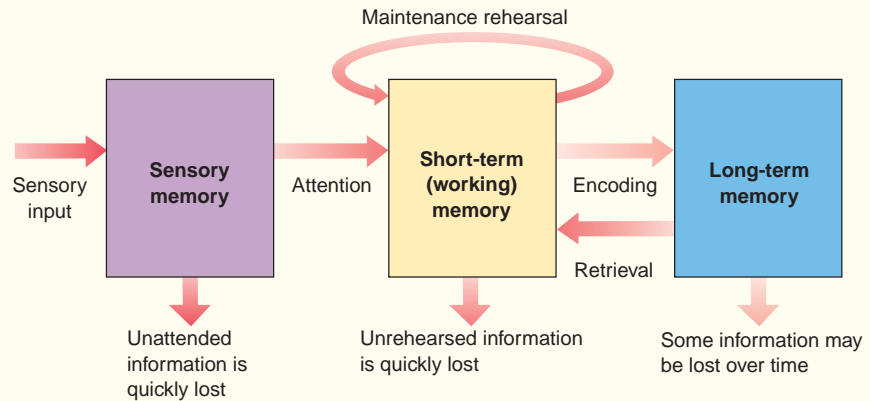 Maintenance rehearsal
Sensory
input
Sensory
memory
Attention
Short-term
(working)
memory
Encoding
Retrieval
Long-term
memory
Unattended
information is
quickly lost
Unrehearsed information
is quickly lost
Some information may
be lost over time